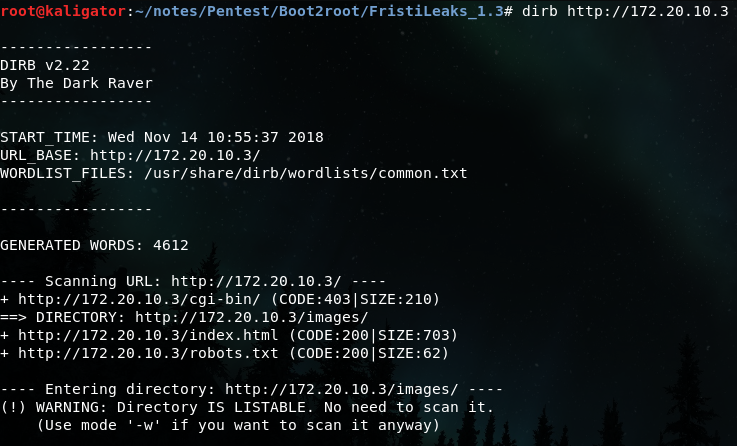 root@kaligator:~/notes/Pentest/Boot2root/FristiLeaks_1.3# dirb http://172.20.10.3
-----------------
DIRB v2.22
By The Dark Raver
-----------------
START_TIME: Wed Nov 14 10:55:37 2018
URL_BASE: http://172.20.10.3/
WORDLIST_FILES: /usr/share/dirb/wordlists/common.txt
-----------------
GENERATED WORDS: 4612
---- Scanning URL: http://172.20.10.3/ ----
+ http://172.20.10.3/cgi-bin/ (CODE:403|SIZE:210)
==> DIRECTORY: http://172.20.10.3/images/
+ http://172.20.10.3/index.html (CODE:200|SIZE:703)
+ http://172.20.10.3/robots.txt (CODE:200|SIZE:62)
---- Entering directory: http://172.20.10.3/images/ ----
(!) WARNING: Directory IS LISTABLE. No need to scan it.
(Use mode '-w' if you want to scan it anyway)